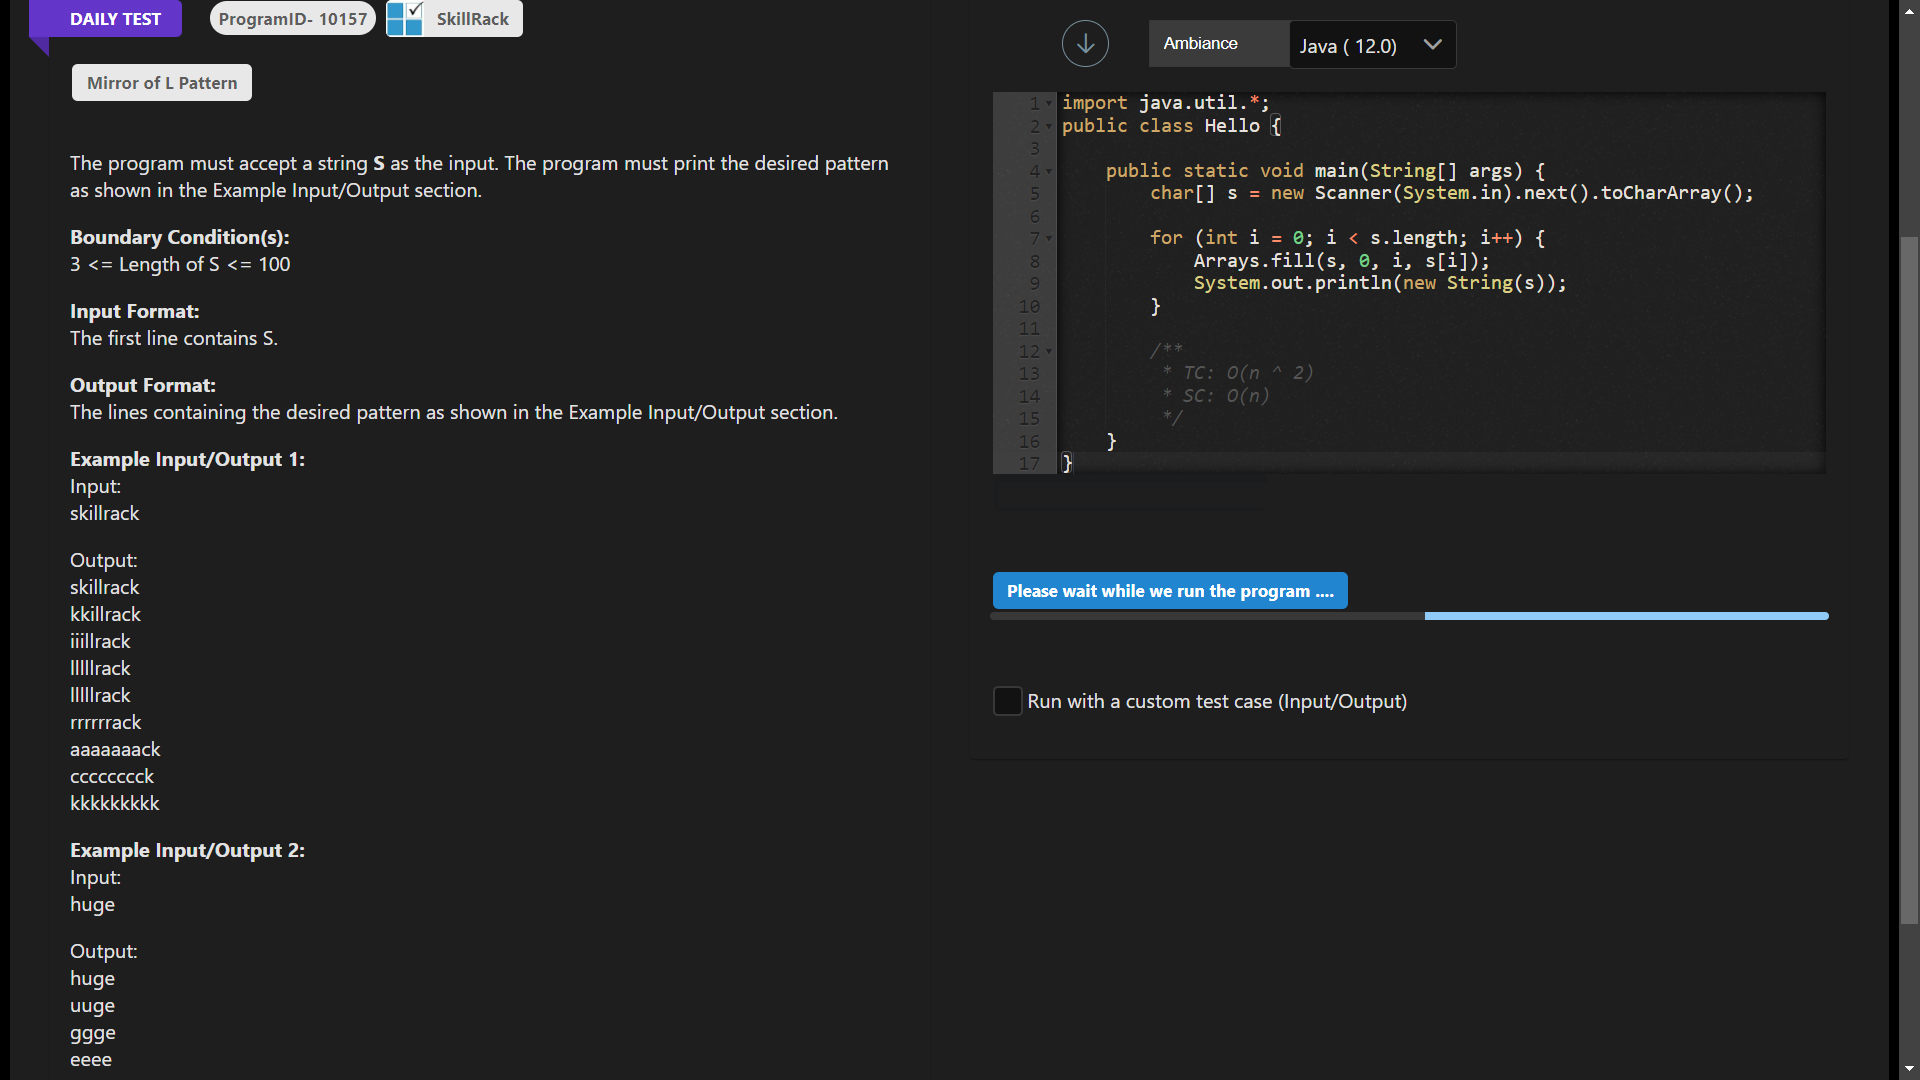 DAILY TEST
ProgramID- 10157
SkillRack
Mirror of L Pattern
The program must accept a string S as the input. The program must print the desired pattern
as shown in the Example Input/Output section.
Boundary Condition(s):
3 <= Length of S <= 100
Input Format:
The first line contains S.
Output Format:
The lines containing the desired pattern as shown in the Example Input/Output section.
Example Input/Output 1:
Input:
skillrack
Output:
skillrack
kkillrack
iiillrack
lllllrack
lllllrack
rrrrrrack
aaaaaaack
ccccccccK
kkkkkkkkk
Example Input/Output 2:
Input:
huge
Output:
huge
uuge
ggge
eeee
Ambiance
Java ( 12.0)
1 import java.util.*;
2 public class Hello {
3
4     public static void main(String[] args) {
5         char[] s = new Scanner(System.in).next().toCharArray();
6
7         for (int i = 0; i < s.length; i++) {
8             Arrays.fill(s, 0, i, s[i]);
9             System.out.println(new String(s));
10         }
11
12         /**
13          * TC: O(n ^ 2)
14          * SC: O(n)
15          */
16     }
17 }
Please wait while we run the program ....
Run with a custom test case (Input/Output)